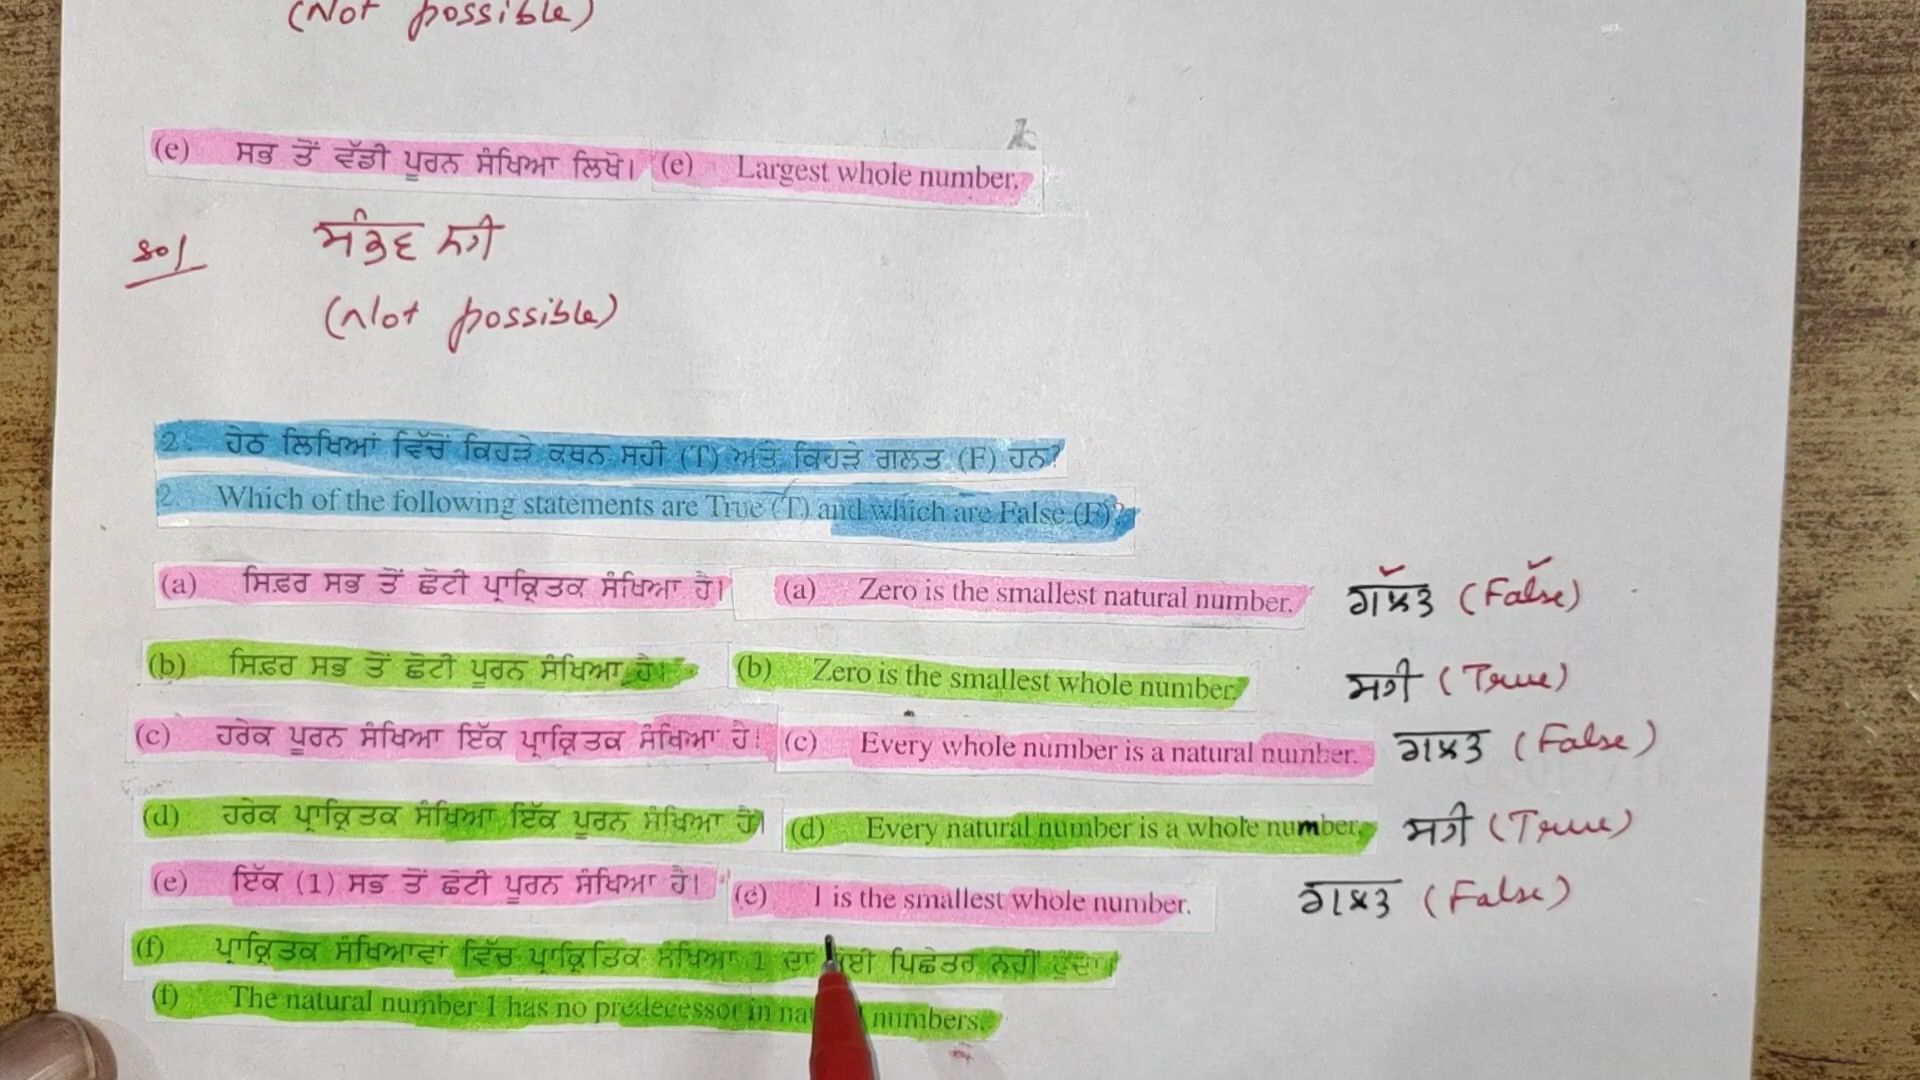 (Not possible)
(e) ਸਭ ਤੋਂ ਵੱਡੀ ਪੂਰਨ ਸੰਖਿਆ ਲਿਖੋ। (e) Largest whole number.
sol ਸੰਭਵ ਨਹੀ
(Not possible)
2. ਹੇਠ ਲਿਖਿਆਂ ਵਿੱਚੋਂ ਕਿਹੜੇ ਕਥਨ ਸਹੀ (T) ਅਤੇ ਕਿਹੜੇ ਗਲਤ (F) ਹਨ?
2. Which of the following statements are True (T) and which are False (F)?
(a) ਸਿਫ਼ਰ ਸਭ ਤੋਂ ਛੋਟੀ ਪ੍ਰਾਕ੍ਰਿਤਕ ਸੰਖਿਆ ਹੈ। (a) Zero is the smallest natural number. ਗਲਤ (False)
(b) ਸਿਫ਼ਰ ਸਭ ਤੋਂ ਛੋਟੀ ਪੂਰਨ ਸੰਖਿਆ ਹੈ। (b) Zero is the smallest whole number. ਸਹੀ (True)
(c) ਹਰੇਕ ਪੂਰਨ ਸੰਖਿਆ ਇੱਕ ਪ੍ਰਾਕ੍ਰਿਤਕ ਸੰਖਿਆ ਹੈ। (c) Every whole number is a natural number. ਗਲਤ (False)
(d) ਹਰੇਕ ਪ੍ਰਾਕ੍ਰਿਤਕ ਸੰਖਿਆ ਇੱਕ ਪੂਰਨ ਸੰਖਿਆ ਹੈ। (d) Every natural number is a whole number. ਸਹੀ (True)
(e) ਇੱਕ (1) ਸਭ ਤੋਂ ਛੋਟੀ ਪੂਰਨ ਸੰਖਿਆ ਹੈ। (e) 1 is the smallest whole number. ਗਲਤ (False)
(f) ਪ੍ਰਾਕ੍ਰਿਤਕ ਸੰਖਿਆਵਾਂ ਵਿੱਚ ਪ੍ਰਾਕ੍ਰਿਤਿਕ ਸੰਖਿਆ 1 ਦਾ ਪਿਛੇਤਰ ਨਹੀਂ ਹੁੰਦਾ।
(f) The natural number 1 has no predecessor in numbers.